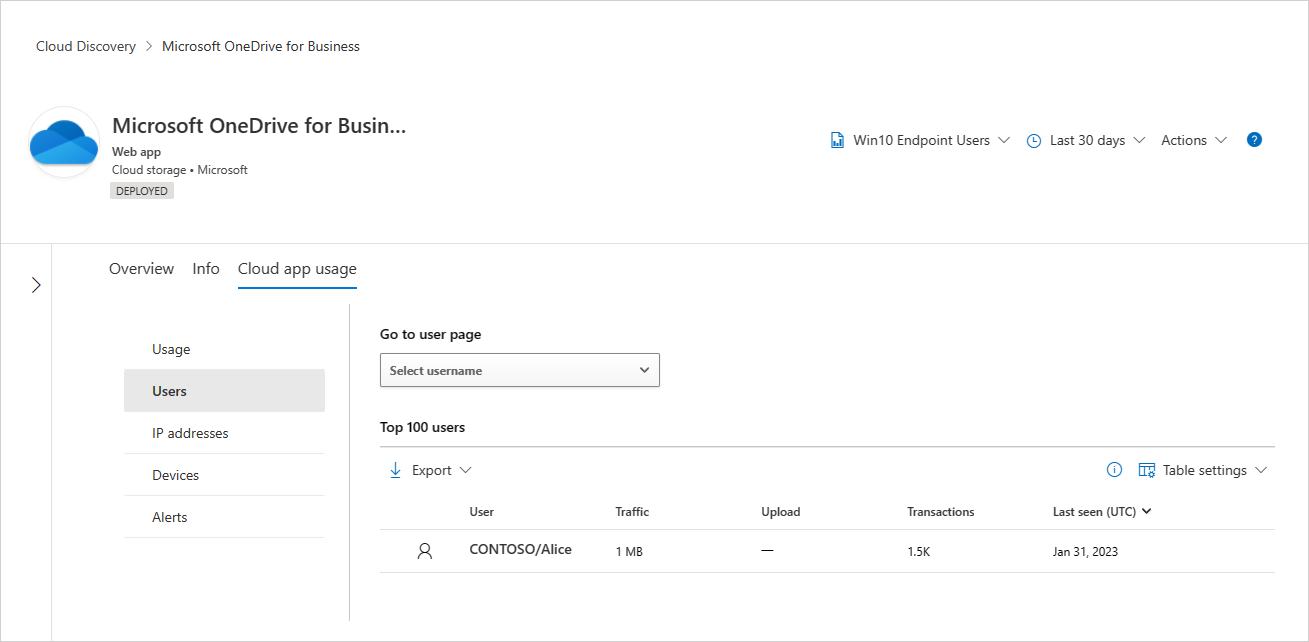 Cloud Discovery > Microsoft OneDrive for Business
Microsoft OneDrive for Busin...
Web app
Cloud storage • Microsoft
DEPLOYED
Win10 Endpoint Users Last 30 days Actions ?
Overview Info Cloud app usage
Usage
Users
IP addresses
Devices
Alerts
Go to user page
Select username
Top 100 users
Export Table settings
User Traffic Upload Transactions Last seen (UTC)
CONTOSO/Alice 1 MB — 1.5K Jan 31, 2023